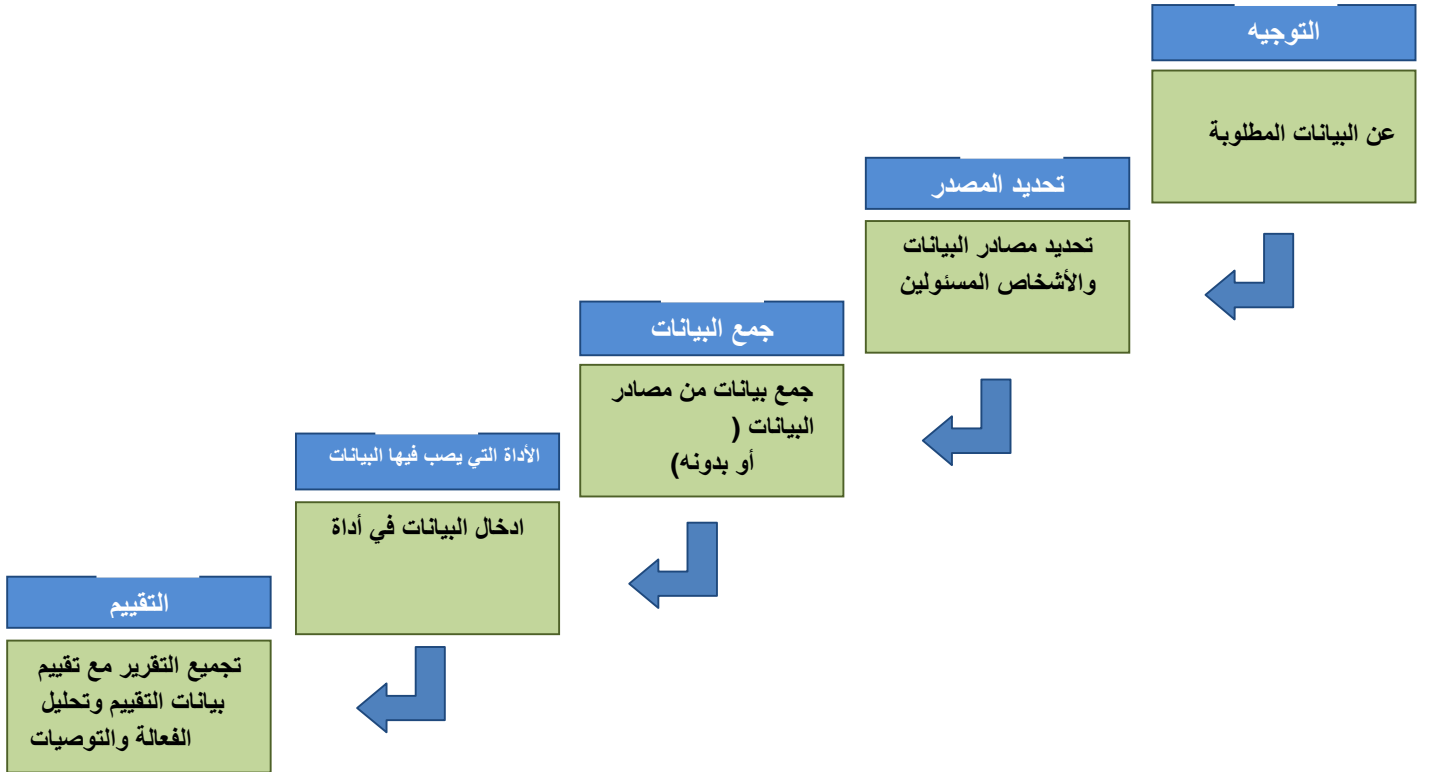 التوجيه
عن البيانات المطلوبة
تحديد المصدر
تحديد مصادر البيانات
والأشخاص المسئولين
جمع البيانات
جمع بيانات من مصادر
البيانات (
أو بدونه)
الأداة التي يصب فيها البيانات
ادخال البيانات في أداة
التقييم
تجميع التقرير مع تقييم
بيانات التقييم وتحليل
الفعالة والتوصيات